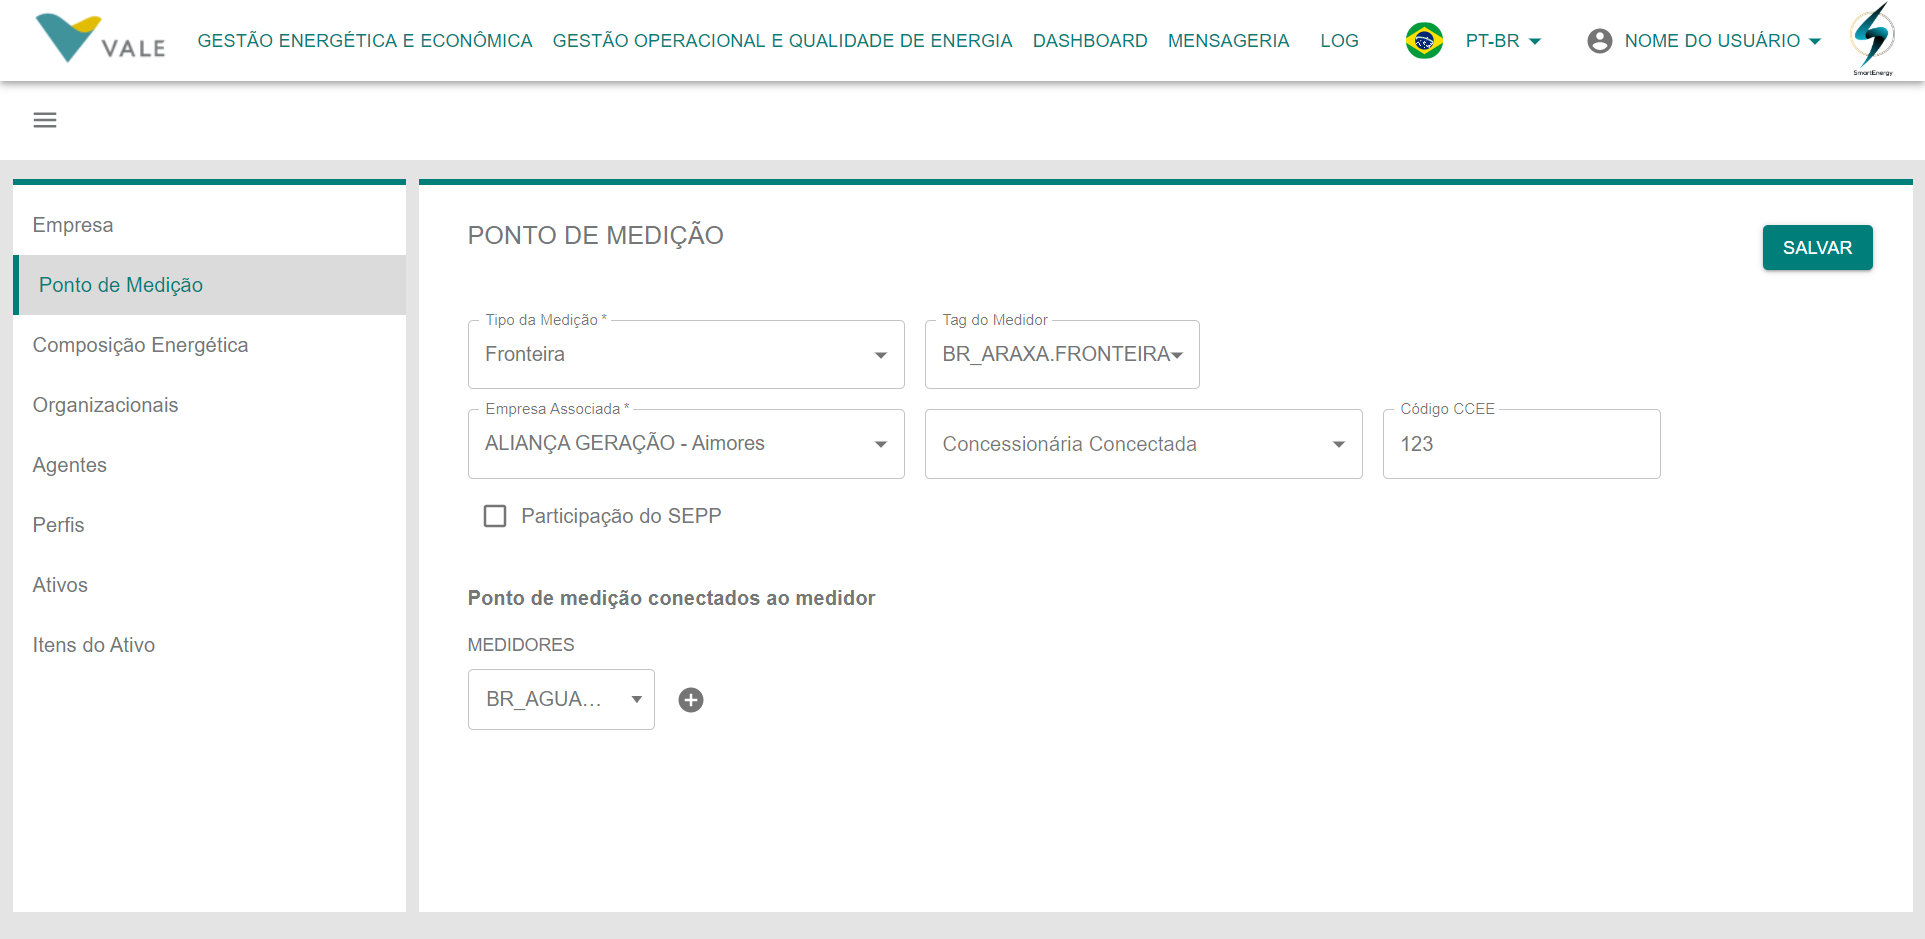 VALE
GESTÃO ENERGÉTICA E ECONÔMICA
GESTÃO OPERACIONAL E QUALIDADE DE ENERGIA
DASHBOARD
MENSAGERIA
LOG
PT-BR
NOME DO USUÁRIO
SmartEnergy
Empresa
Ponto de Medição
Composição Energética
Organizacionais
Agentes
Perfis
Ativos
Itens do Ativo
PONTO DE MEDIÇÃO
SALVAR
Tipo da Medição *
Fronteira
Tag do Medidor
BR_ARAXA.FRONTEIRA
Empresa Associada *
ALIANÇA GERAÇÃO - Aimores
Concessionária Concectada
Código CCEE
123
Participação do SEPP
Ponto de medição conectados ao medidor
MEDIDORES
BR_AGUA...